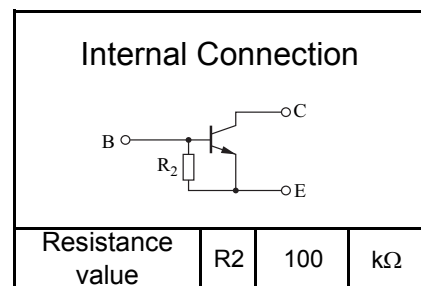 Internal Connection
C
B
R2
E
Resistance value R2 100 kΩ